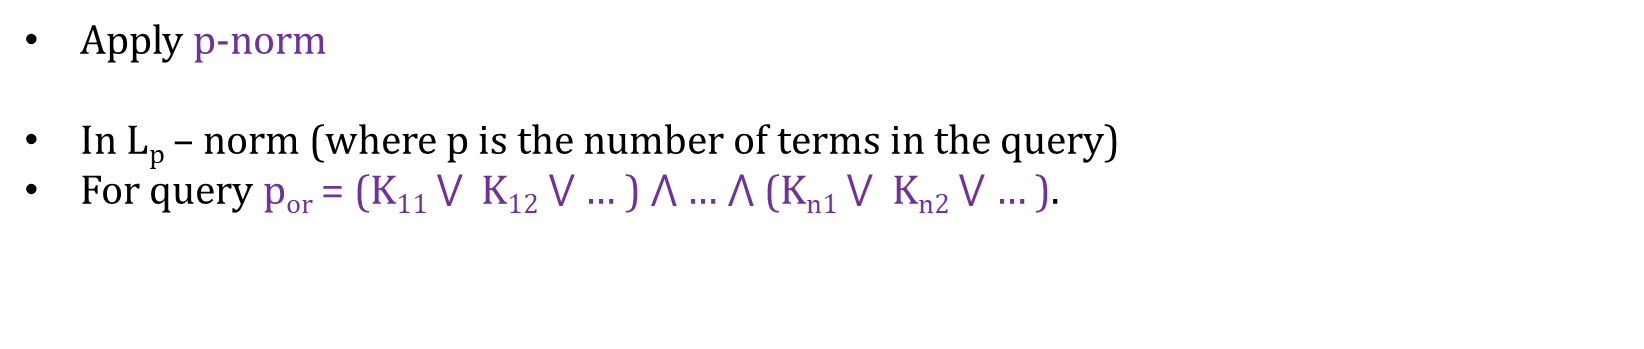 • Apply p-norm
• In Lₚ – norm (where p is the number of terms in the query)
• For query pₒᵣ = (K₁₁ ⋁ K₁₂ ⋁ … ) ⋀ … ⋀ (Kₙ₁ ⋁ Kₙ₂ ⋁ … ).